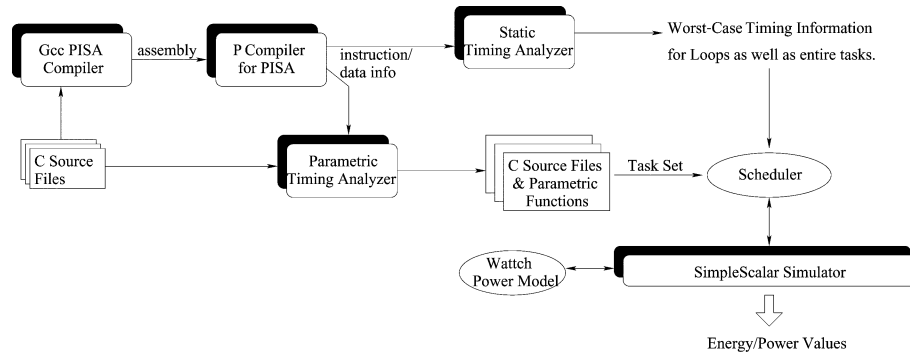 Gcc PISA
Compiler
assembly
P Compiler
for PISA
instruction/
data info
Static
Timing Analyzer
Worst-Case Timing Information
for Loops as well as entire tasks.
C Source
Files
Parametric
Timing Analyzer
C Source Files
& Parametric
Functions
Task Set
Scheduler
Wattch
Power Model
SimpleScalar Simulator
Energy/Power Values